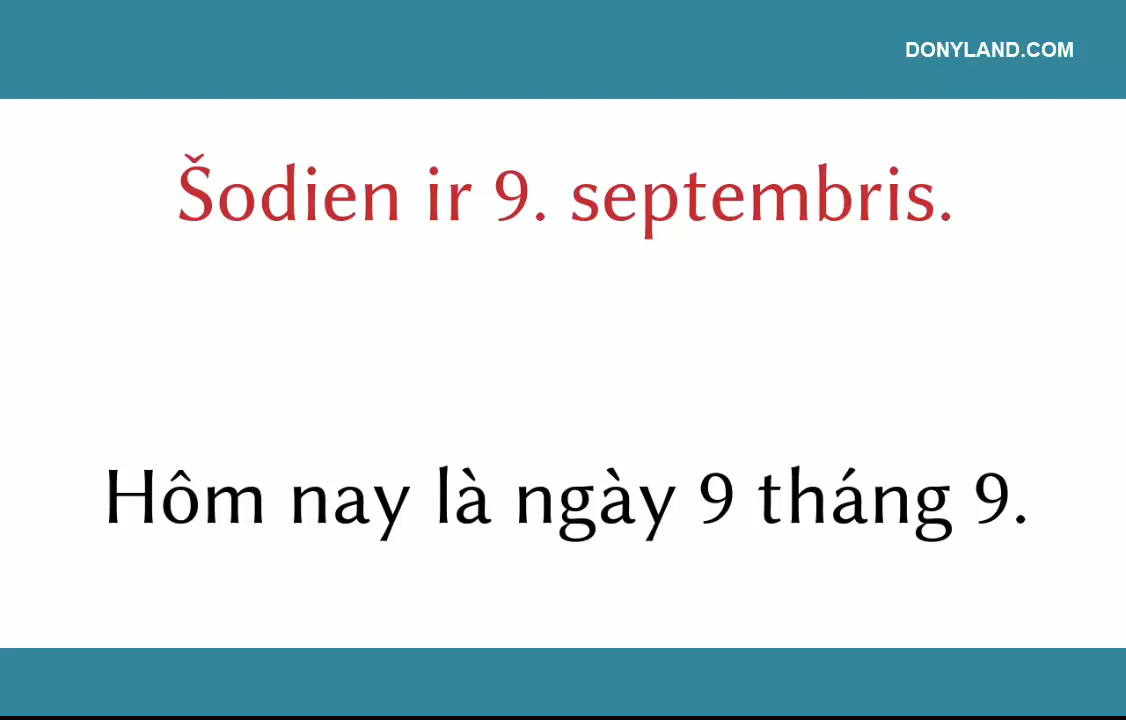 DONYLAND.COM
Šodien ir 9. septembris.
Hôm nay là ngày 9 tháng 9.